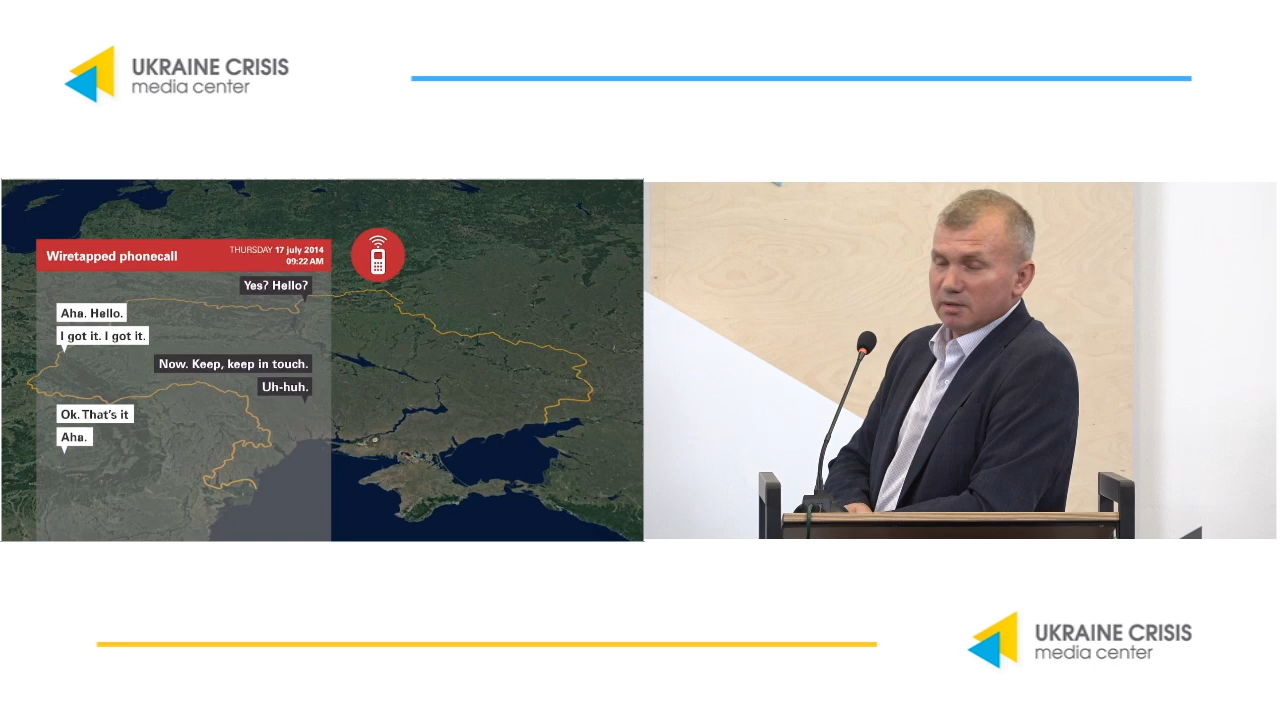 UKRAINE CRISIS
media center
Wiretapped phonecall
THURSDAY 17 july 2014
09:22 AM
Yes? Hello?
Aha. Hello.
I got it. I got it.
Now. Keep, keep in touch.
Uh-huh.
Ok. That's it
Aha.
UKRAINE CRISIS
media center